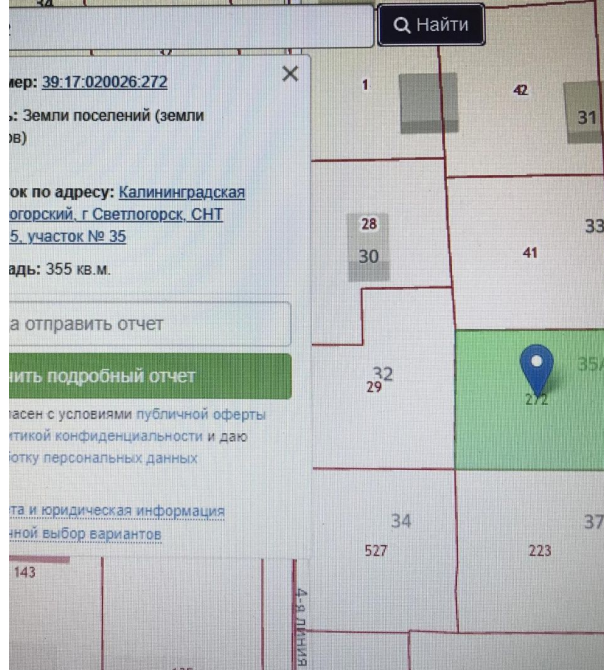 Найти
мер: 39:17:020026:272
ь: Земли поселений (земли
ов)
ок по адресу: Калининградская
огорский, г Светлогорск, СНТ
5, участок № 35
адь: 355 кв.м.
а отправить отчет
ить подробный отчет
ласен с условиями публичной оферты
итикой конфиденциальности и даю
ботку персональных данных
та и юридическая информация
ной выбор вариантов
1
42
31
28
30
33
41
32
29
35
272
34
527
37
223
143
4-я линия